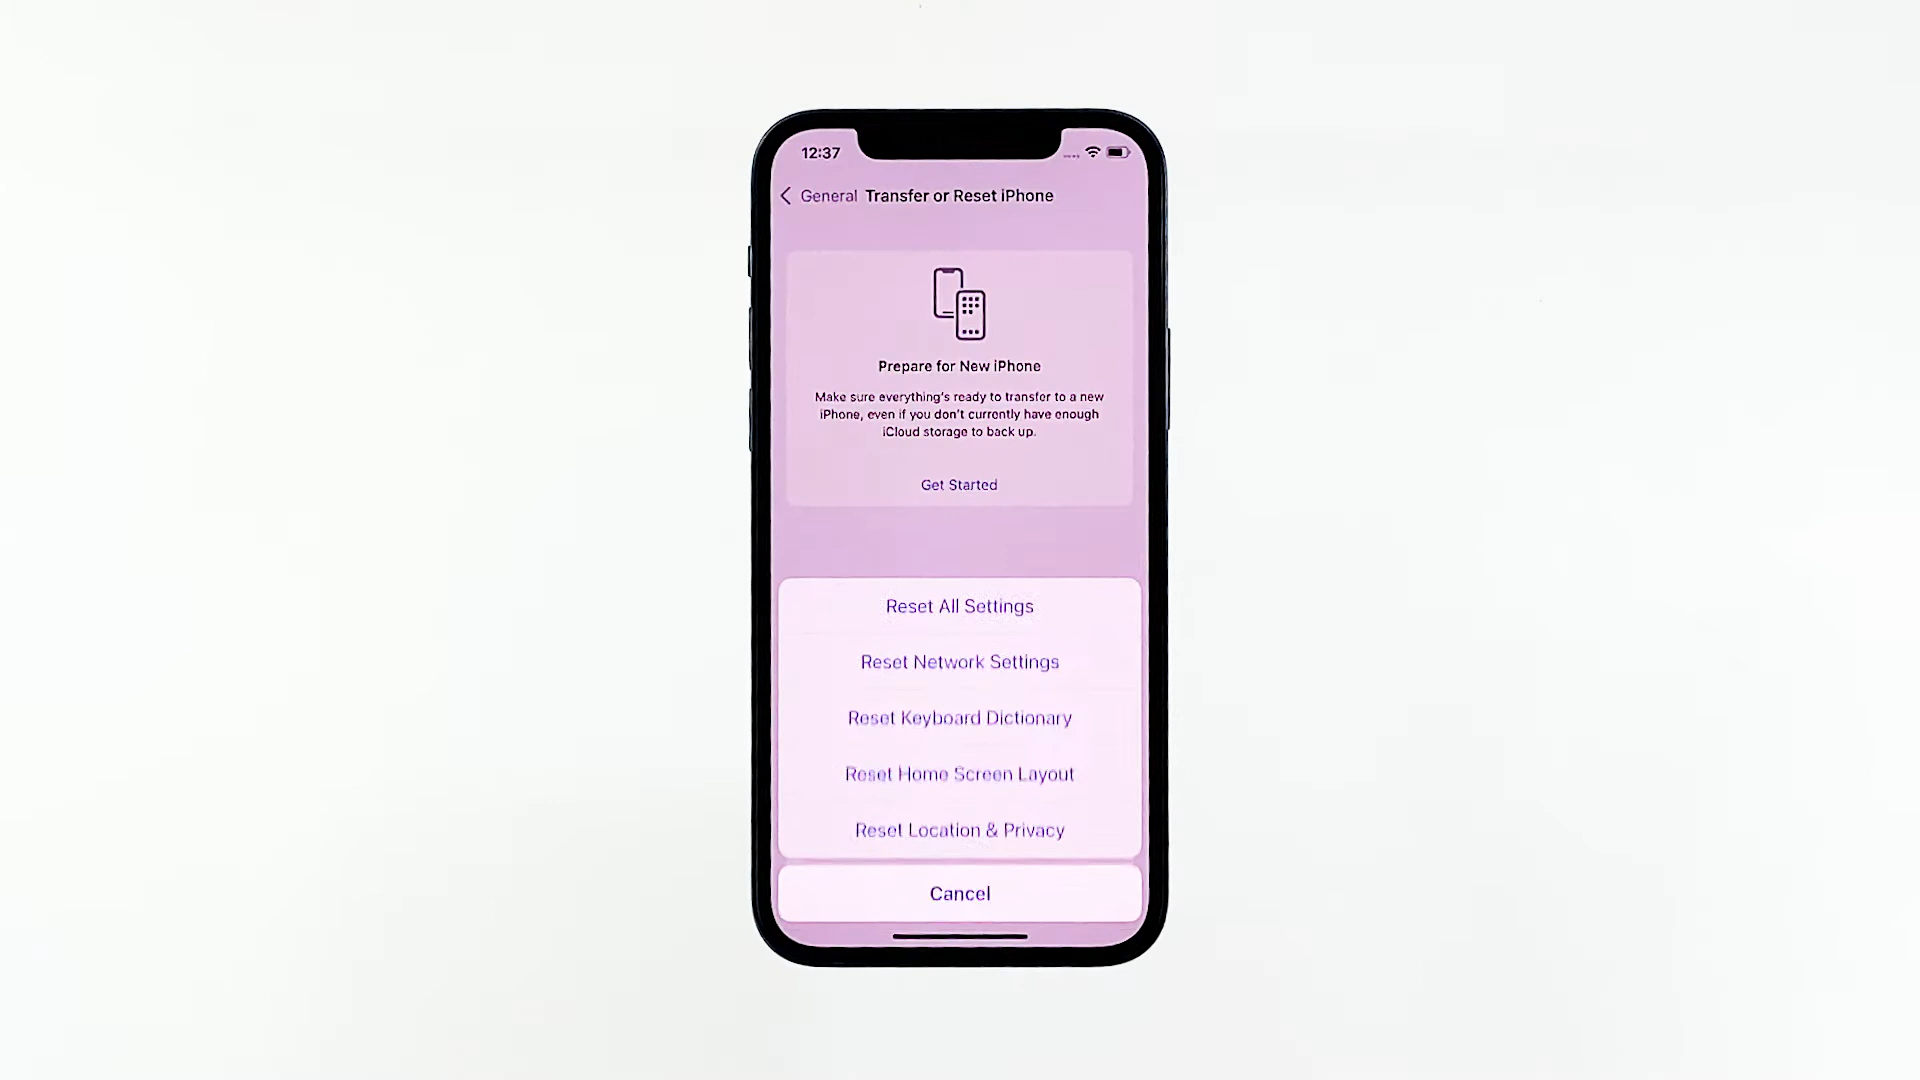 12:37
General Transfer or Reset iPhone
Prepare for New iPhone
Make sure everything's ready to transfer to a new
iPhone, even if you don't currently have enough
iCloud storage to back up.
Get Started
Reset All Settings
Reset Network Settings
Reset Keyboard Dictionary
Reset Home Screen Layout
Reset Location & Privacy
Cancel